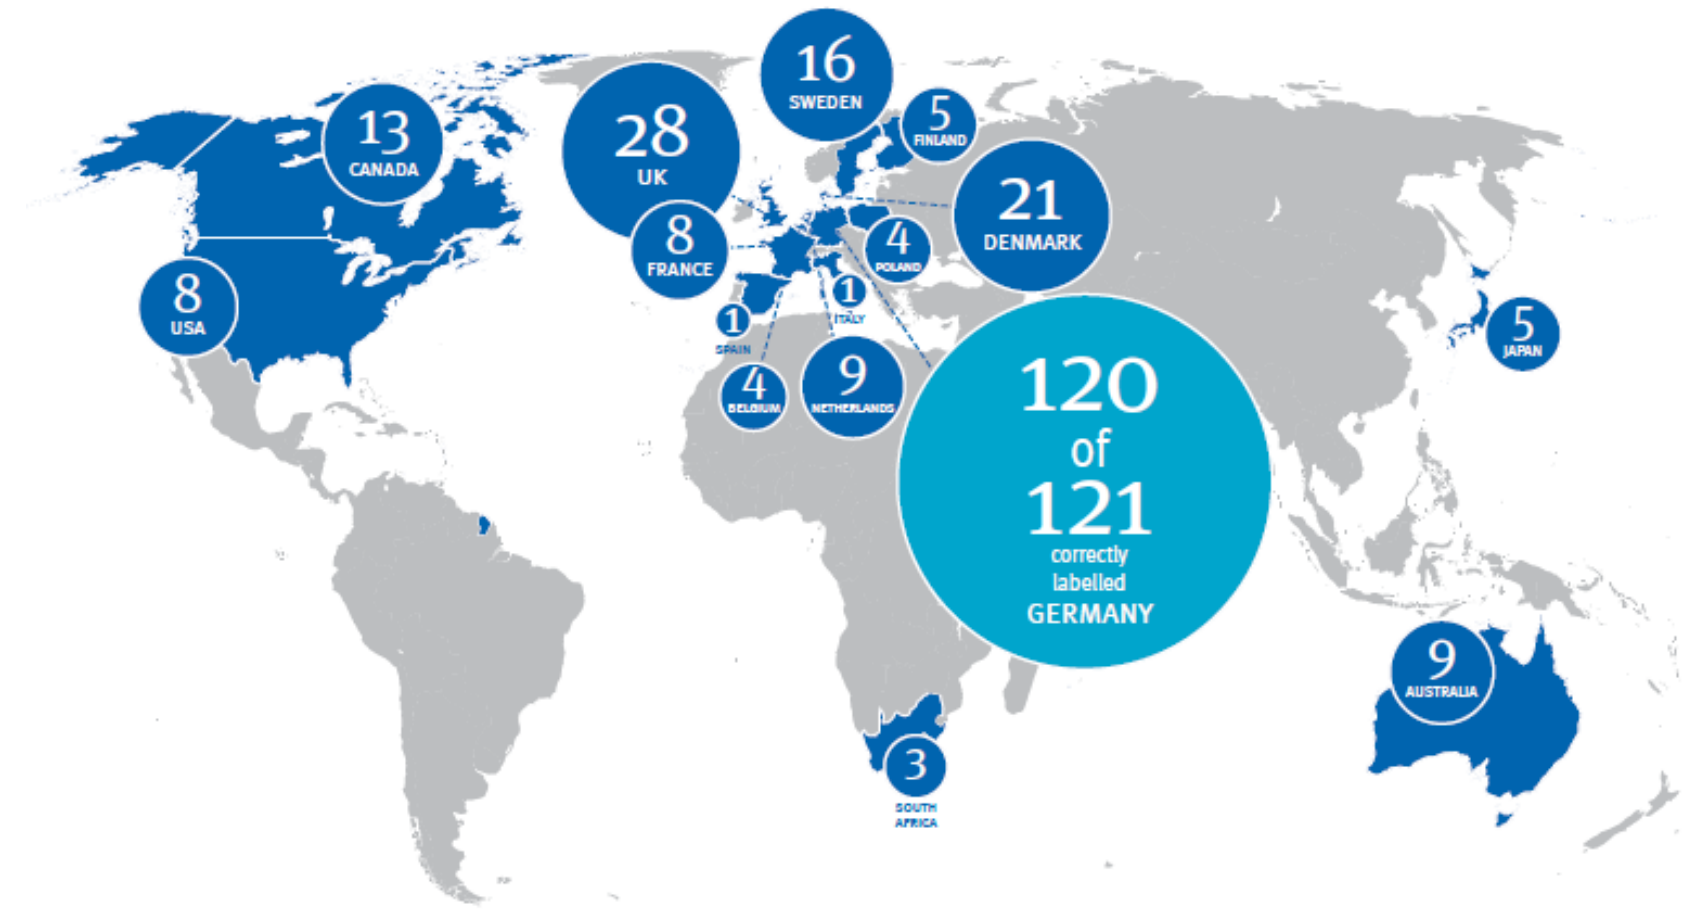 16
SWEDEN
5
FINLAND
13
CANADA
28
UK
21
DENMARK
8
FRANCE
4
POLAND
8
USA
1
ITALY
1
SPAIN
5
JAPAN
4
BELGIUM
9
NETHERLANDS
120
of
121
correctly
labelled
GERMANY
9
AUSTRALIA
3
SOUTH
AFRICA